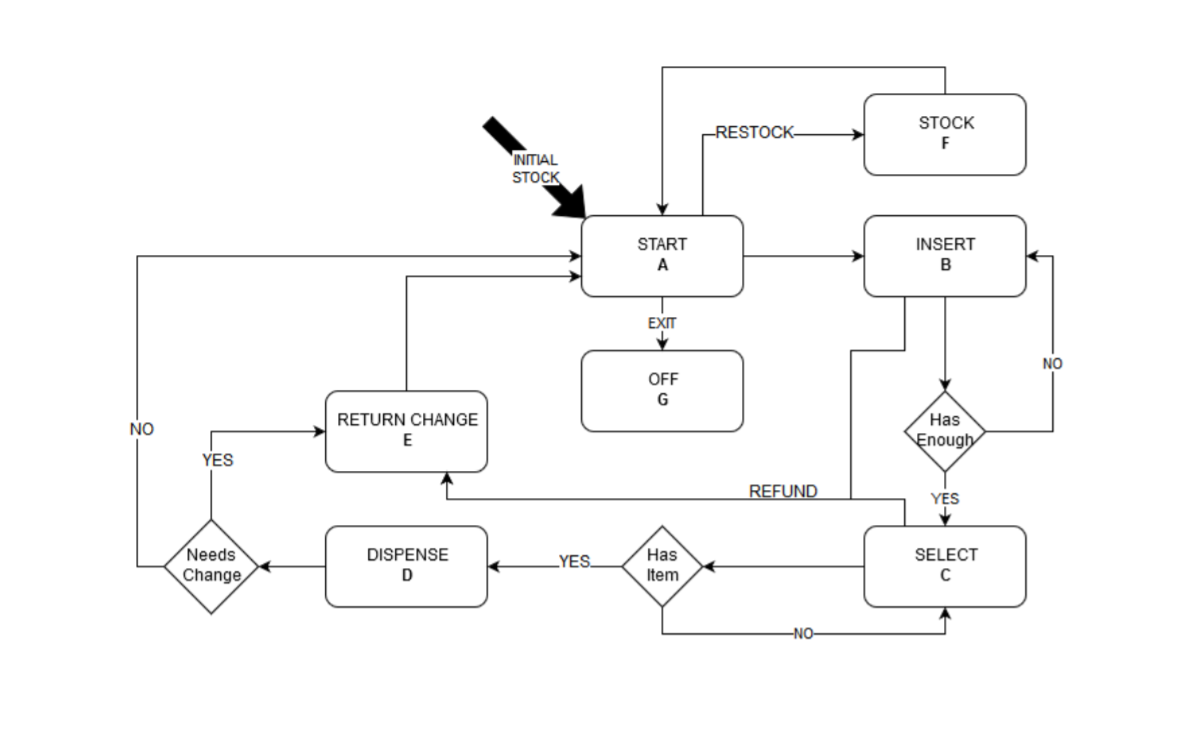 STOCK
F
RESTOCK
INITIAL
STOCK
START
A
INSERT
B
EXIT
NO
OFF
G
RETURN CHANGE
E
Has
Enough
NO
YES
REFUND
YES
Needs
Change
DISPENSE
D
YES
Has
Item
SELECT
C
NO